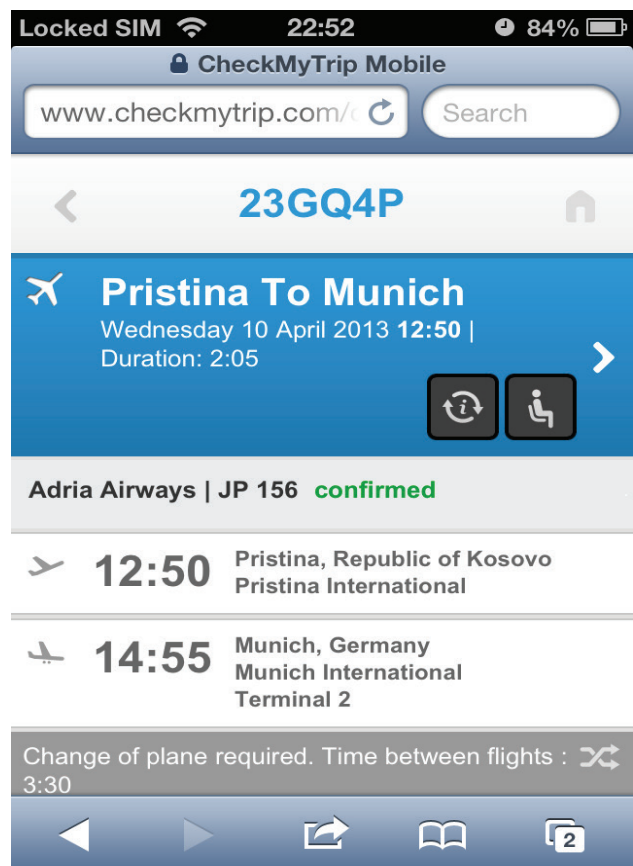 Locked SIM 22:52 84%
CheckMyTrip Mobile
www.checkmytrip.com/ Search
23GQ4P
Pristina To Munich
Wednesday 10 April 2013 12:50 |
Duration: 2:05
i
Adria Airways | JP 156 confirmed
12:50 Pristina, Republic of Kosovo
Pristina International
14:55 Munich, Germany
Munich International
Terminal 2
Change of plane required. Time between flights :
3:30
2